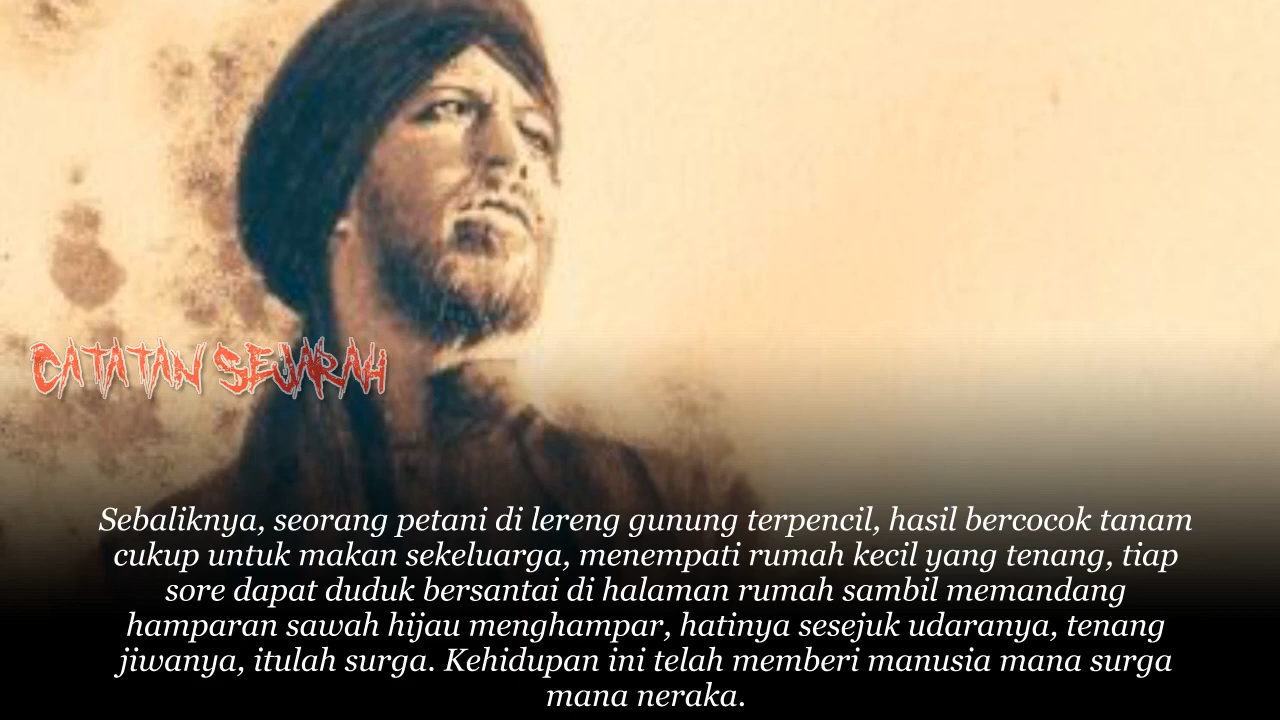 CATATAN SEJARAH
Sebaliknya, seorang petani di lereng gunung terpencil, hasil bercocok tanam
cukup untuk makan sekeluarga, menempati rumah kecil yang tenang, tiap
sore dapat duduk bersantai di halaman rumah sambil memandang
hamparan sawah hijau menghampar, hatinya sesejuk udaranya, tenang
jiwanya, itulah surga. Kehidupan ini telah memberi manusia mana surga
mana neraka.